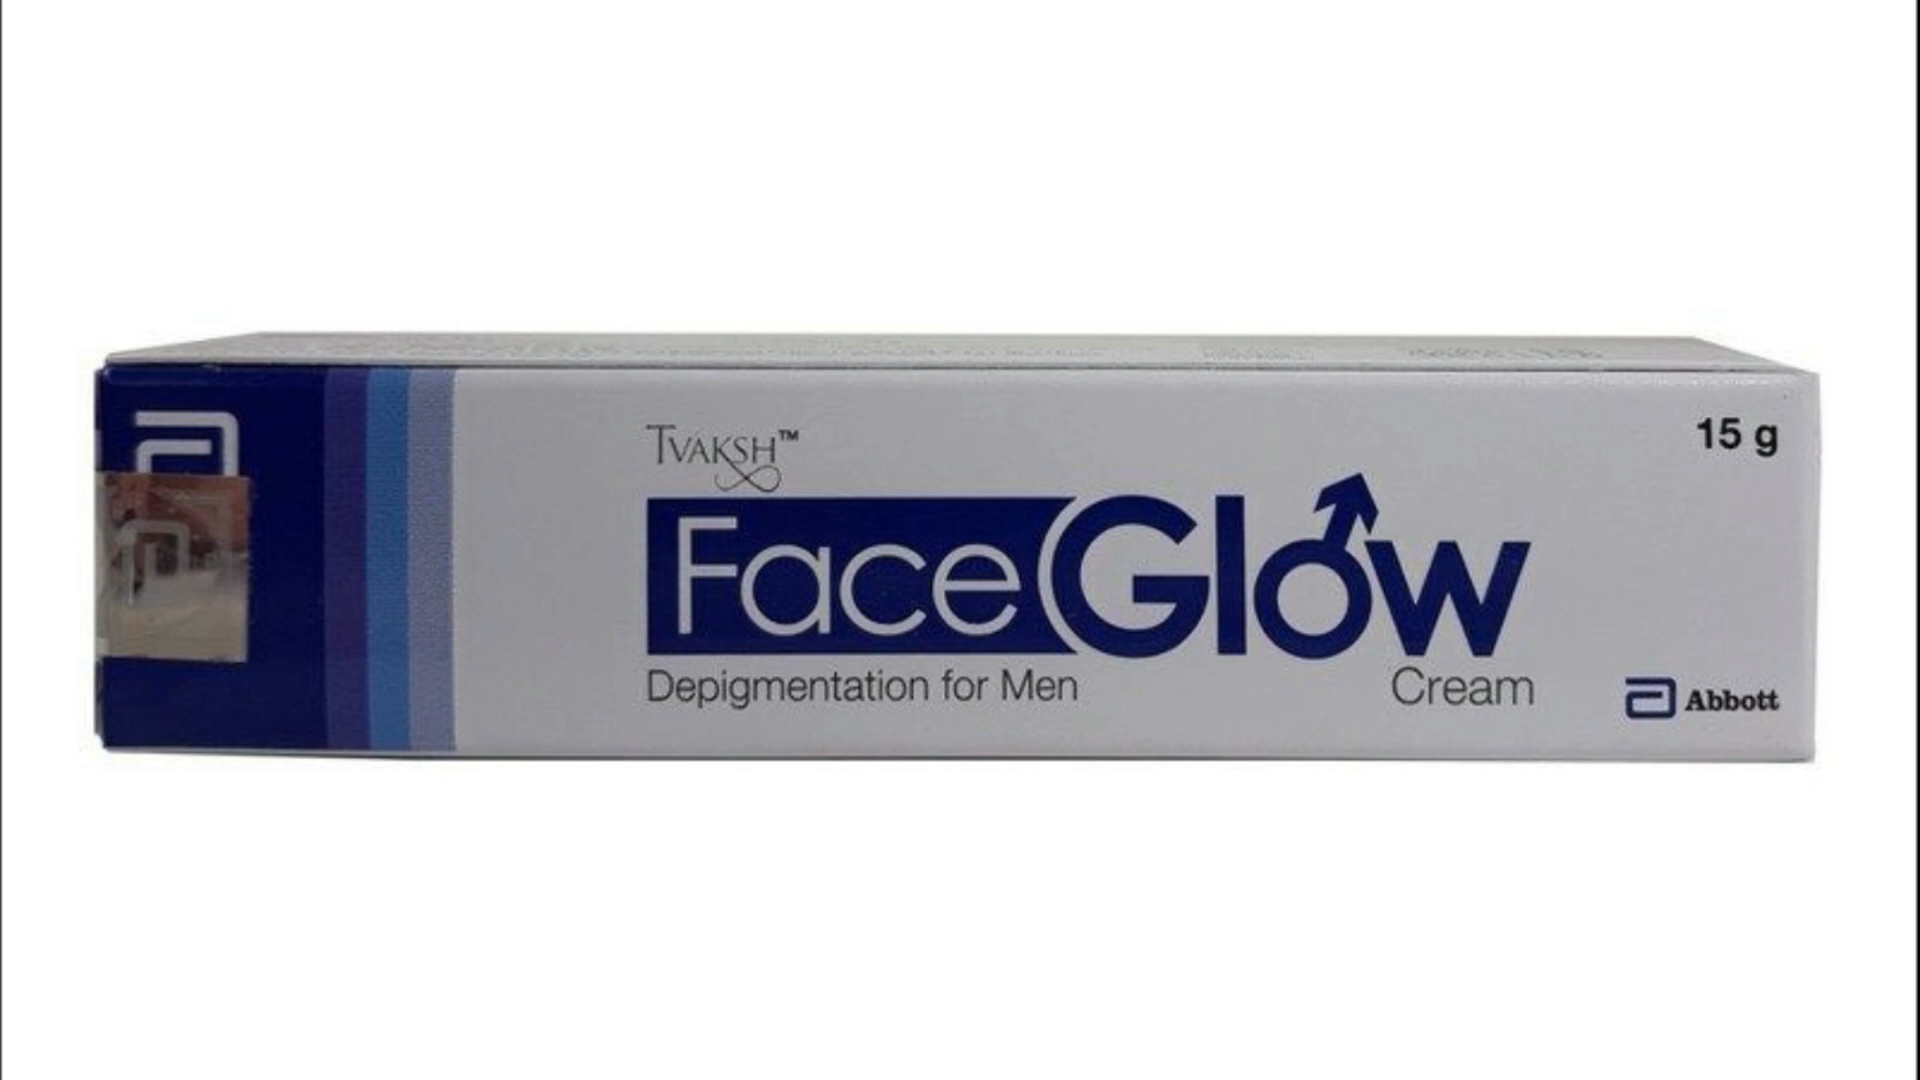 TVAKSH™
15 g
FaceGlow
Depigmentation for Men
Cream
Abbott